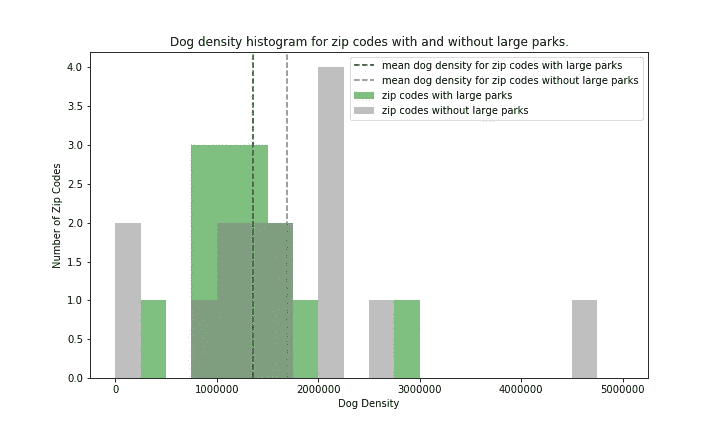 Dog density histogram for zip codes with and without large parks.
mean dog density for zip codes with large parks
mean dog density for zip codes without large parks
zip codes with large parks
zip codes without large parks
4.0
3.5
3.0
2.5
2.0
1.5
1.0
0.5
0.0
Number of Zip Codes
0 1000000 2000000 3000000 4000000 5000000
Dog Density